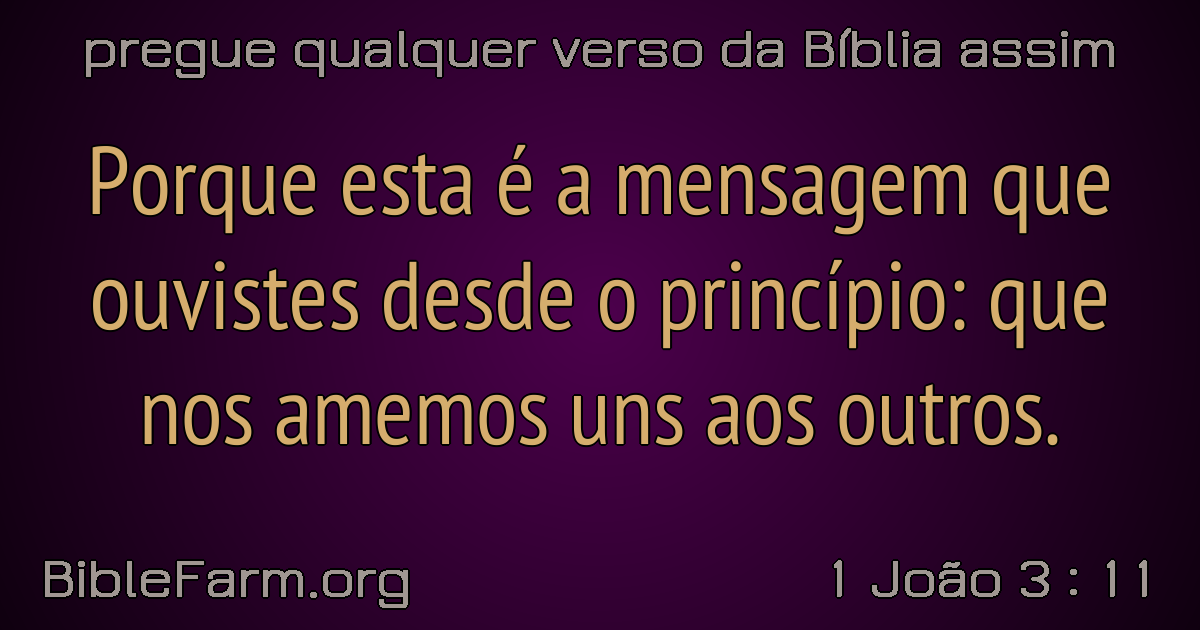 pregue qualquer verso da Bíblia assim
Porque esta é a mensagem que
ouvistes desde o princípio: que
nos amemos uns aos outros.
BibleFarm.org
1 João 3 : 11